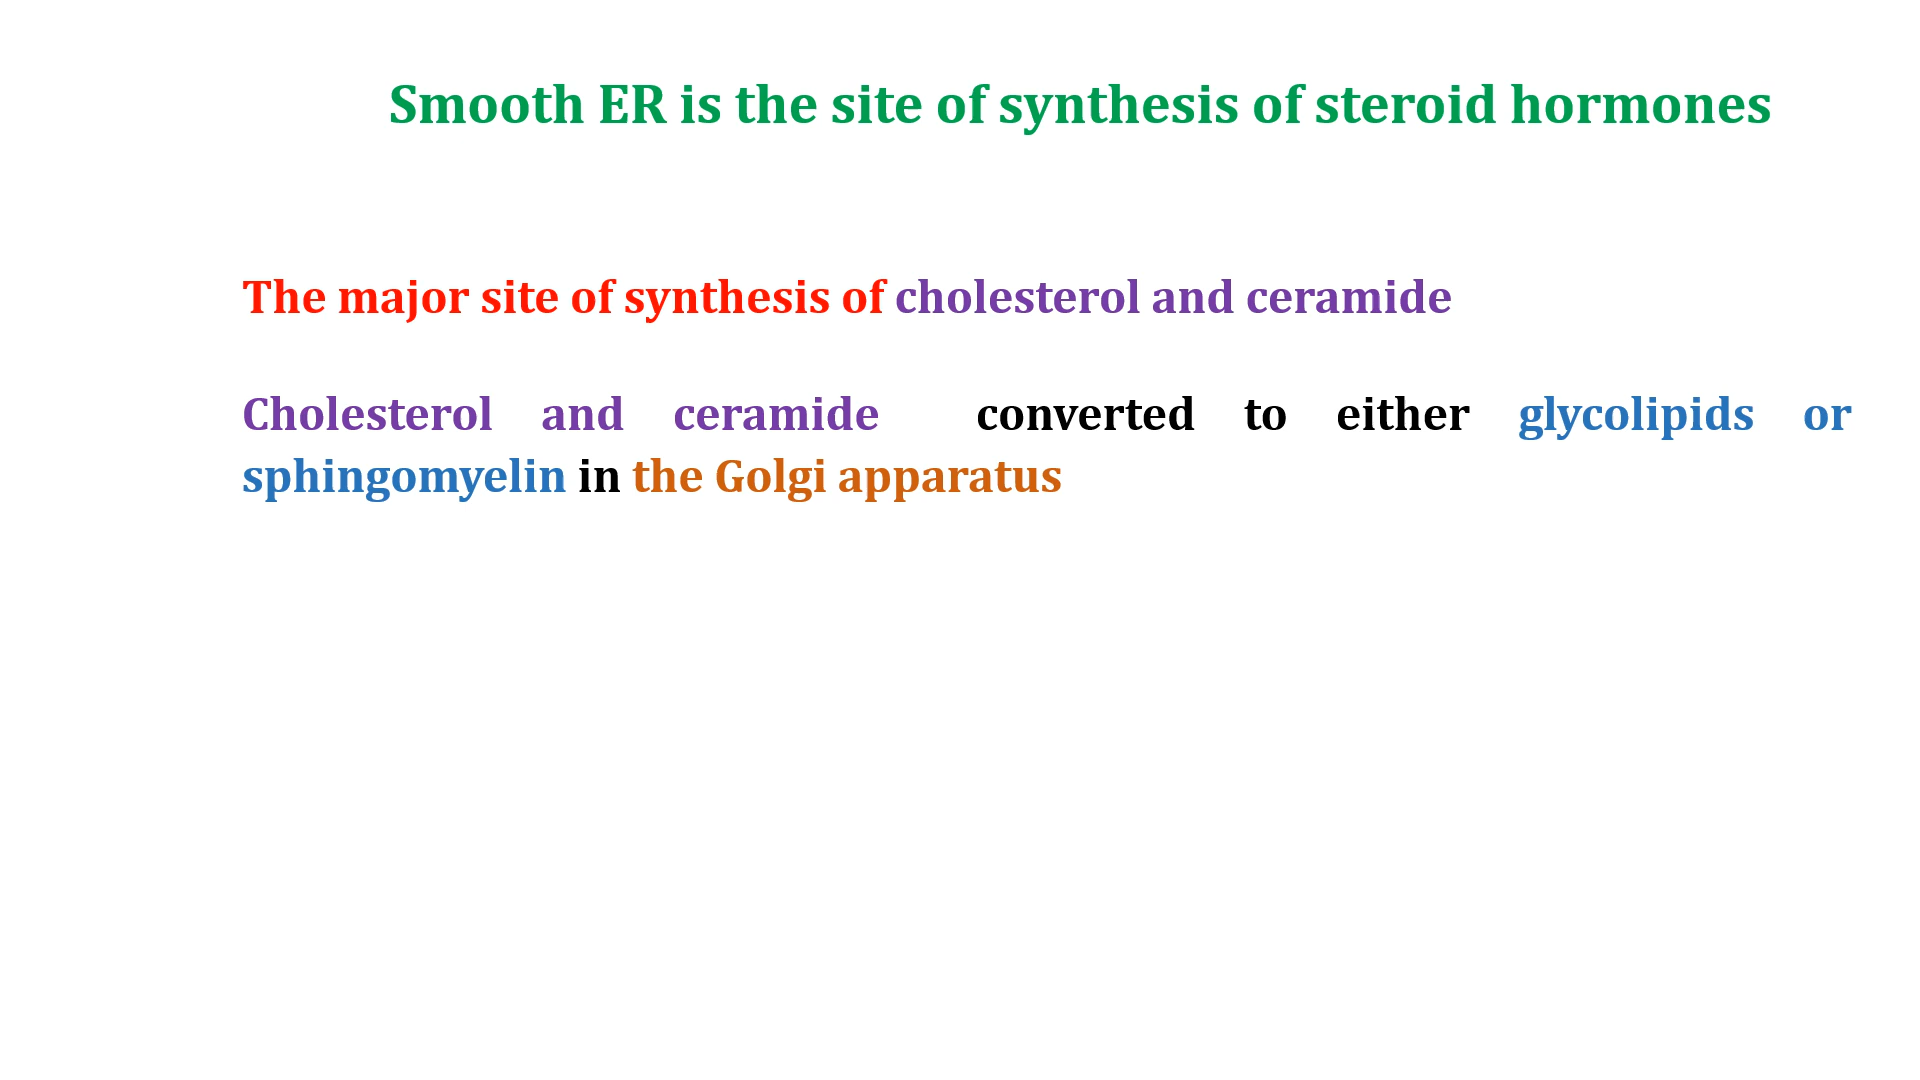 Smooth ER is the site of synthesis of steroid hormones
The major site of synthesis of cholesterol and ceramide
Cholesterol and ceramide converted to either glycolipids or
sphingomyelin in the Golgi apparatus